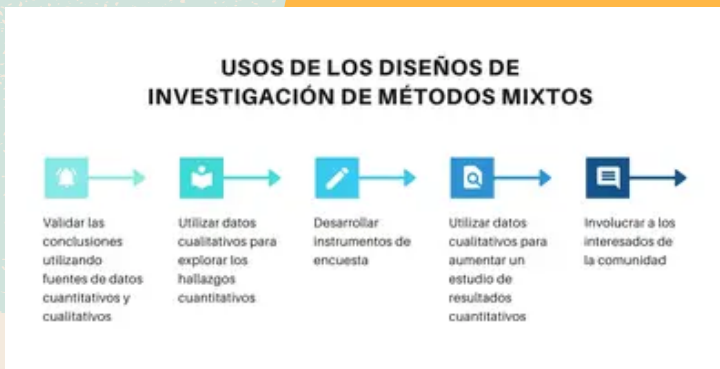 USOS DE LOS DISEÑOS DE
INVESTIGACIÓN DE MÉTODOS MIXTOS
Validar las
conclusiones
utilizando
fuentes de datos
cuantitativos y
cualitativos
Utilizar datos
cualitativos para
explorar los
hallazgos
cuantitativos
Desarrollar
instrumentos de
encuesta
Utilizar datos
cualitativos para
aumentar un
estudio de
resultados
cuantitativos
Involucrar a los
interesados de
la comunidad